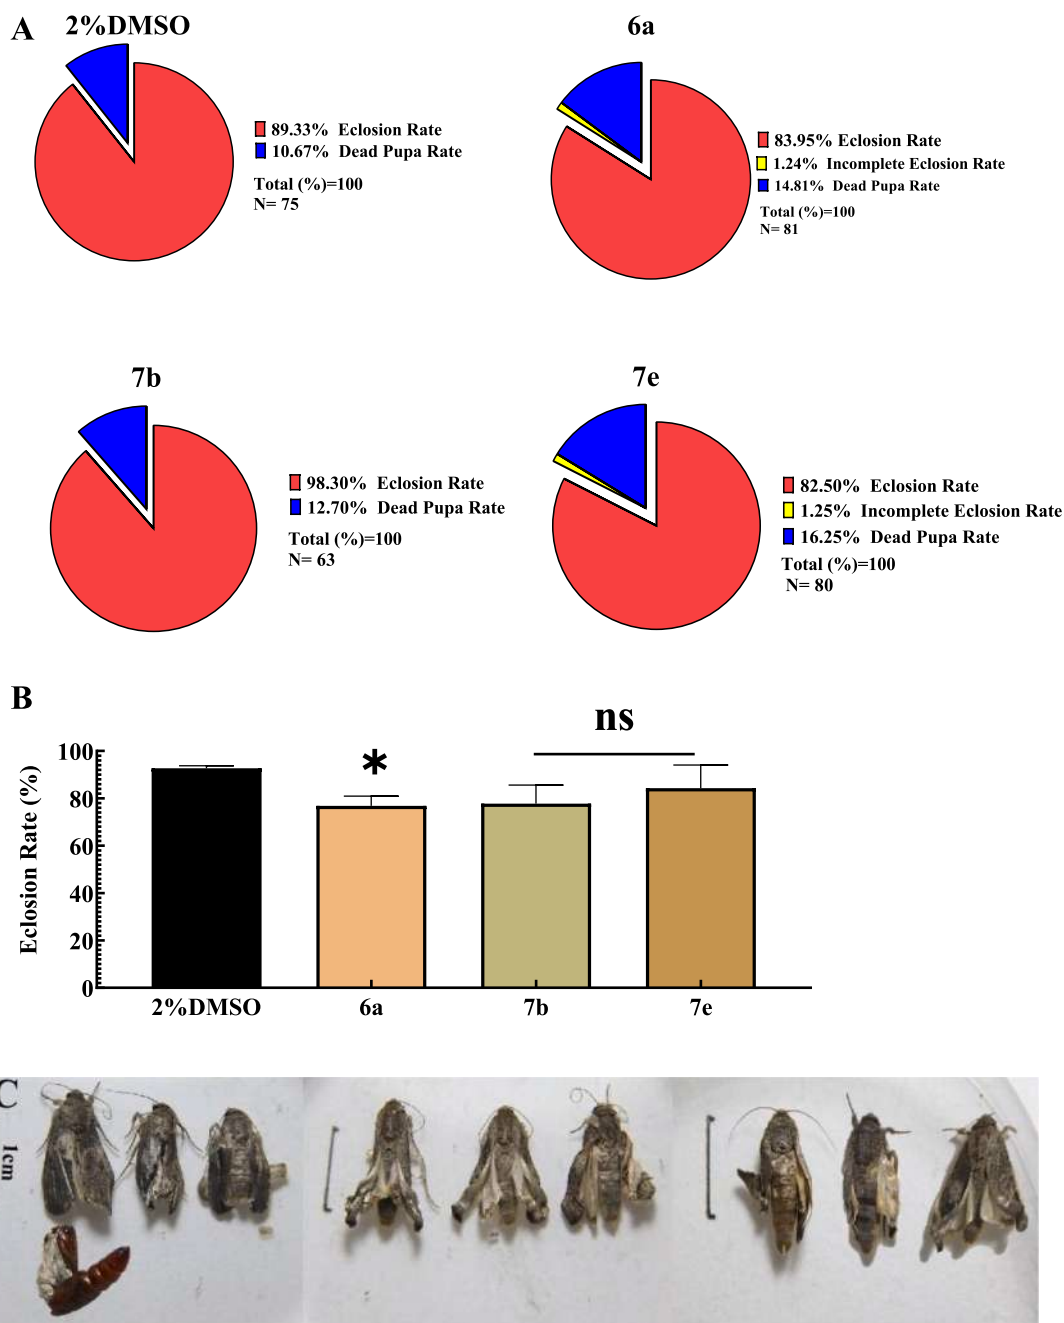 A
2%DMSO
89.33% Eclosion Rate
10.67% Dead Pupa Rate
Total (%)=100
N= 75
6a
83.95% Eclosion Rate
1.24% Incomplete Eclosion Rate
14.81% Dead Pupa Rate
Total (%)=100
N= 81
7b
98.30% Eclosion Rate
12.70% Dead Pupa Rate
Total (%)=100
N= 63
7e
82.50% Eclosion Rate
1.25% Incomplete Eclosion Rate
16.25% Dead Pupa Rate
Total (%)=100
N= 80
B
Eclosion Rate (%)
100
80
60
40
20
0
*
ns
2%DMSO
6a
7b
7e
C
1cm